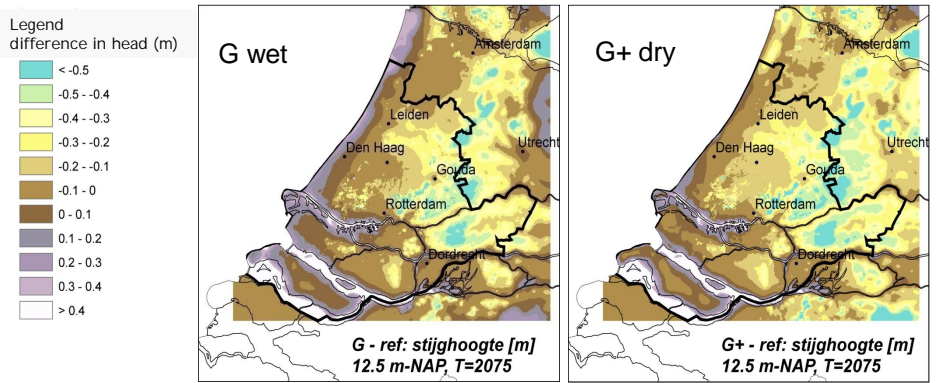 Legend
difference in head (m)
< -0.5
-0.5 - -0.4
-0.4 - -0.3
-0.3 - -0.2
-0.2 - -0.1
-0.1 - 0
0 - 0.1
0.1 - 0.2
0.2 - 0.3
0.3 - 0.4
> 0.4
G wet
Amsterdam
Leiden
Den Haag
Utrecht
Gouda
Rotterdam
Dordrecht
G - ref: stijghoogte [m]
12.5 m-NAP, T=2075
G+ dry
Amsterdam
Leiden
Den Haag
Utrecht
Gouda
Rotterdam
Dordrecht
G+ - ref: stijghoogte [m]
12.5 m-NAP, T=2075